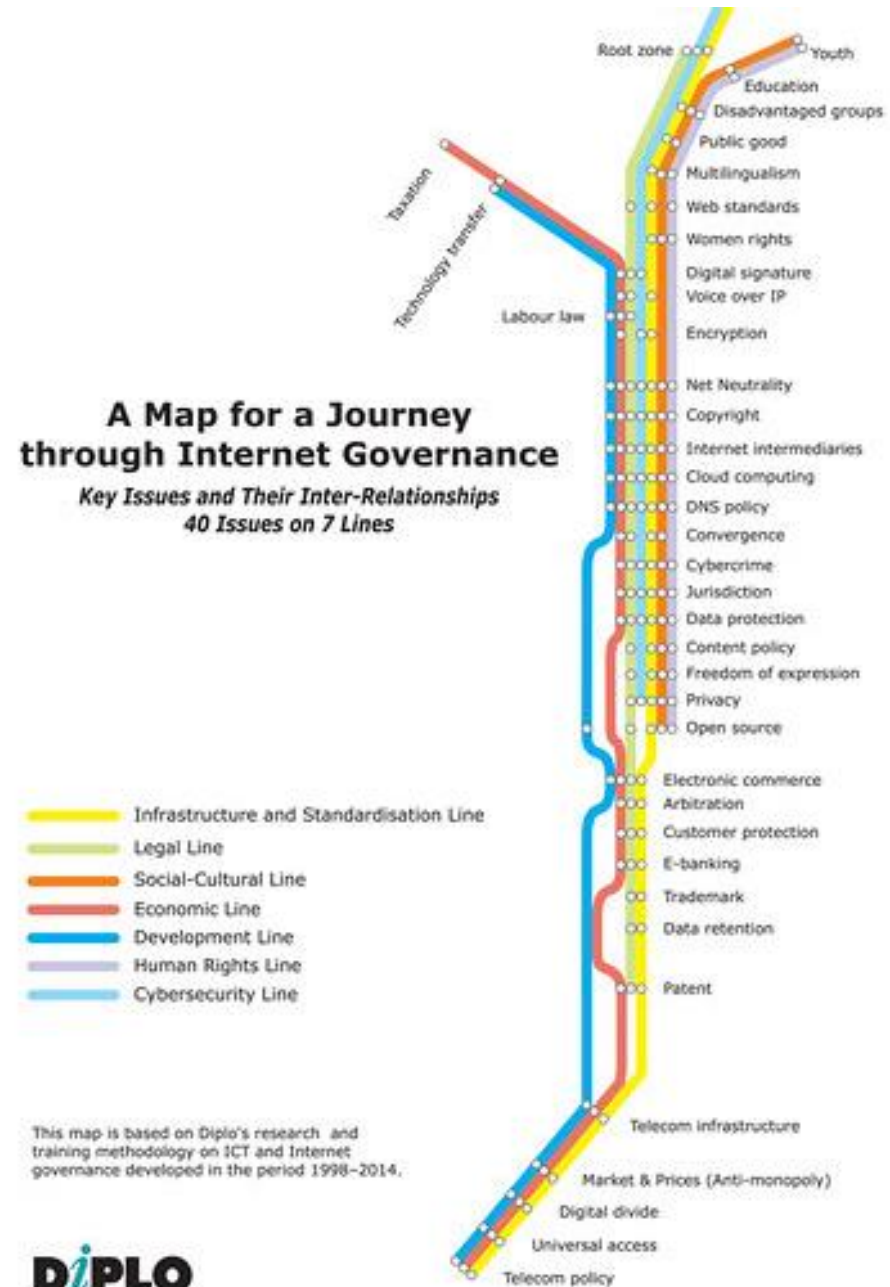 Root zone
Youth
Education
Disadvantaged groups
Public good
Multilingualism
Taxation
Web standards
Technology transfer
Women rights
Digital signature
Voice over IP
Labour law
Encryption
Net Neutrality
A Map for a Journey
through Internet Governance
Key Issues and Their Inter-Relationships
40 Issues on 7 Lines
Copyright
Internet intermediaries
Cloud computing
DNS policy
Convergence
Cybercrime
Jurisdiction
Data protection
Content policy
Freedom of expression
Privacy
Open source
Electronic commerce
Arbitration
Customer protection
E-banking
Trademark
Data retention
Patent
Infrastructure and Standardisation Line
Legal Line
Social-Cultural Line
Economic Line
Development Line
Human Rights Line
Cybersecurity Line
Telecom infrastructure
Market & Prices (Anti-monopoly)
Digital divide
Universal access
Telecom policy
This map is based on Diplo's research and
training methodology on ICT and Internet
governance developed in the period 1998–2014.
DiPLO